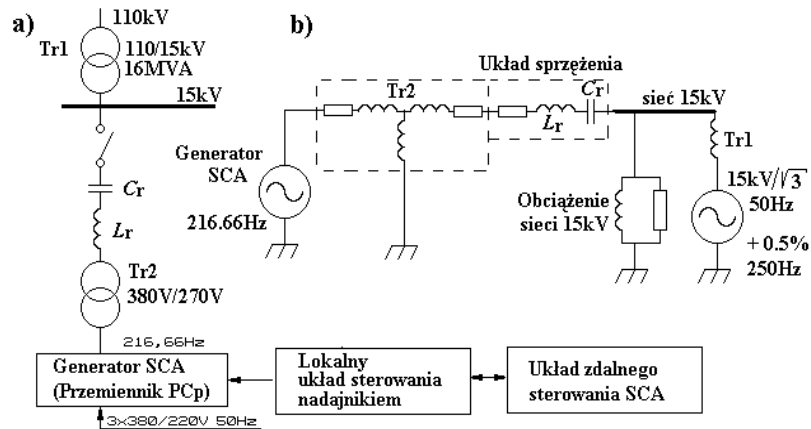 a)
110kV
Tr1
110/15kV
16MVA
15kV
Cr
Lr
Tr2
380V/270V
216,66Hz
Generator SCA
(Przemiennik PCp)
3x380/220V 50Hz
Lokalny
układ sterowania
nadajnikiem
Układ zdalnego
sterowania SCA
b)
Układ sprzężenia
Tr2
Cr
Lr
sieć 15kV
Tr1
Generator
SCA
216.66Hz
Obciążenie
sieci 15kV
15kV/√3
50Hz
+ 0.5%
250Hz